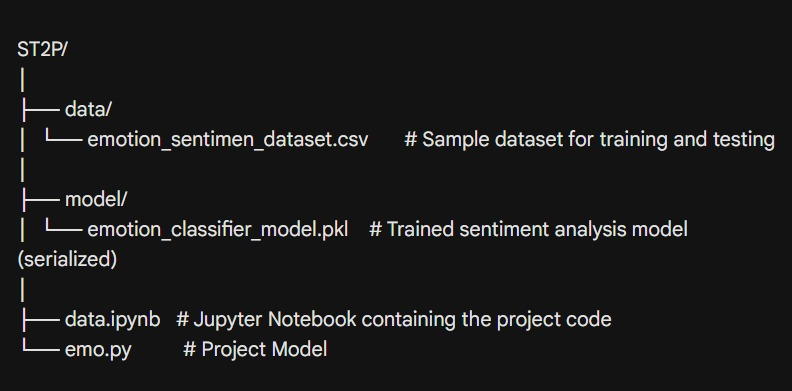 ST2P/
│
├── data/
│ └── emotion_sentimen_dataset.csv # Sample dataset for training and testing
│
├── model/
│ └── emotion_classifier_model.pkl # Trained sentiment analysis model
(serialized)
│
├── data.ipynb # Jupyter Notebook containing the project code
└── emo.py # Project Model